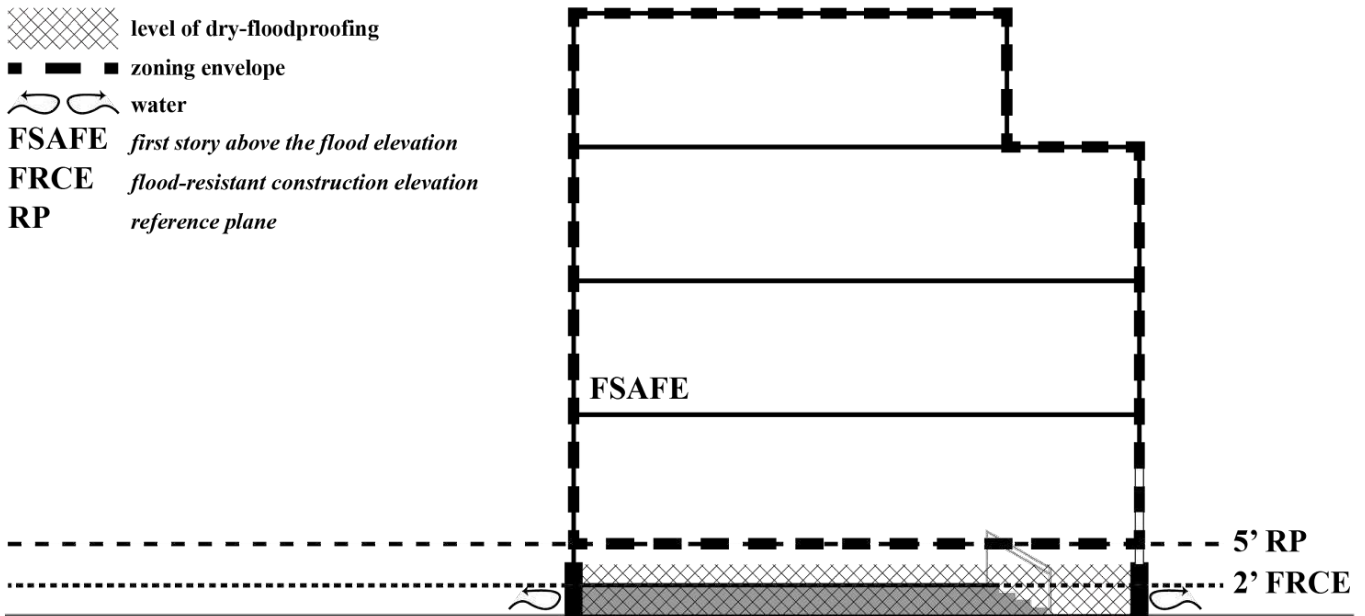 level of dry-floodproofing
zoning envelope
water
FSAFE first story above the flood elevation
FRCE flood-resistant construction elevation
RP reference plane
FSAFE
5’ RP
2’ FRCE